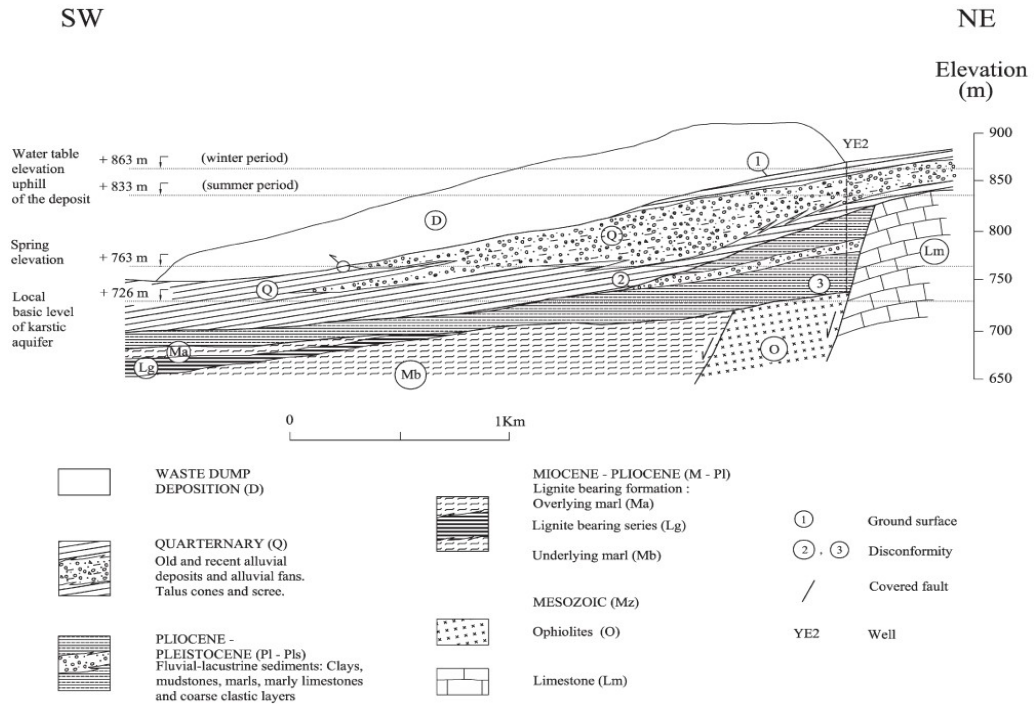 SW
NE
Elevation
(m)
900
850
800
750
700
650
Water table
elevation
uphill
of the deposit
+ 863 m
(winter period)
+ 833 m
(summer period)
Spring
elevation
+ 763 m
Local
basic level
of karstic
aquifer
+ 726 m
YE2
1
D
Q
Q
2
3
Lm
Ma
Lg
Mb
O
0
1Km
WASTE DUMP
DEPOSITION (D)
QUARTERNARY (Q)
Old and recent alluvial
deposits and alluvial fans.
Talus cones and scree.
PLIOCENE -
PLEISTOCENE (Pl - Pls)
Fluvial-lacustrine sediments: Clays,
mudstones, marls, marly limestones
and coarse clastic layers
MIOCENE - PLIOCENE (M - Pl)
Lignite bearing formation :
Overlying marl (Ma)
Lignite bearing series (Lg)
Underlying marl (Mb)
MESOZOIC (Mz)
Ophiolites (O)
Limestone (Lm)
1 Ground surface
2 , 3 Disconformity
Covered fault
YE2 Well